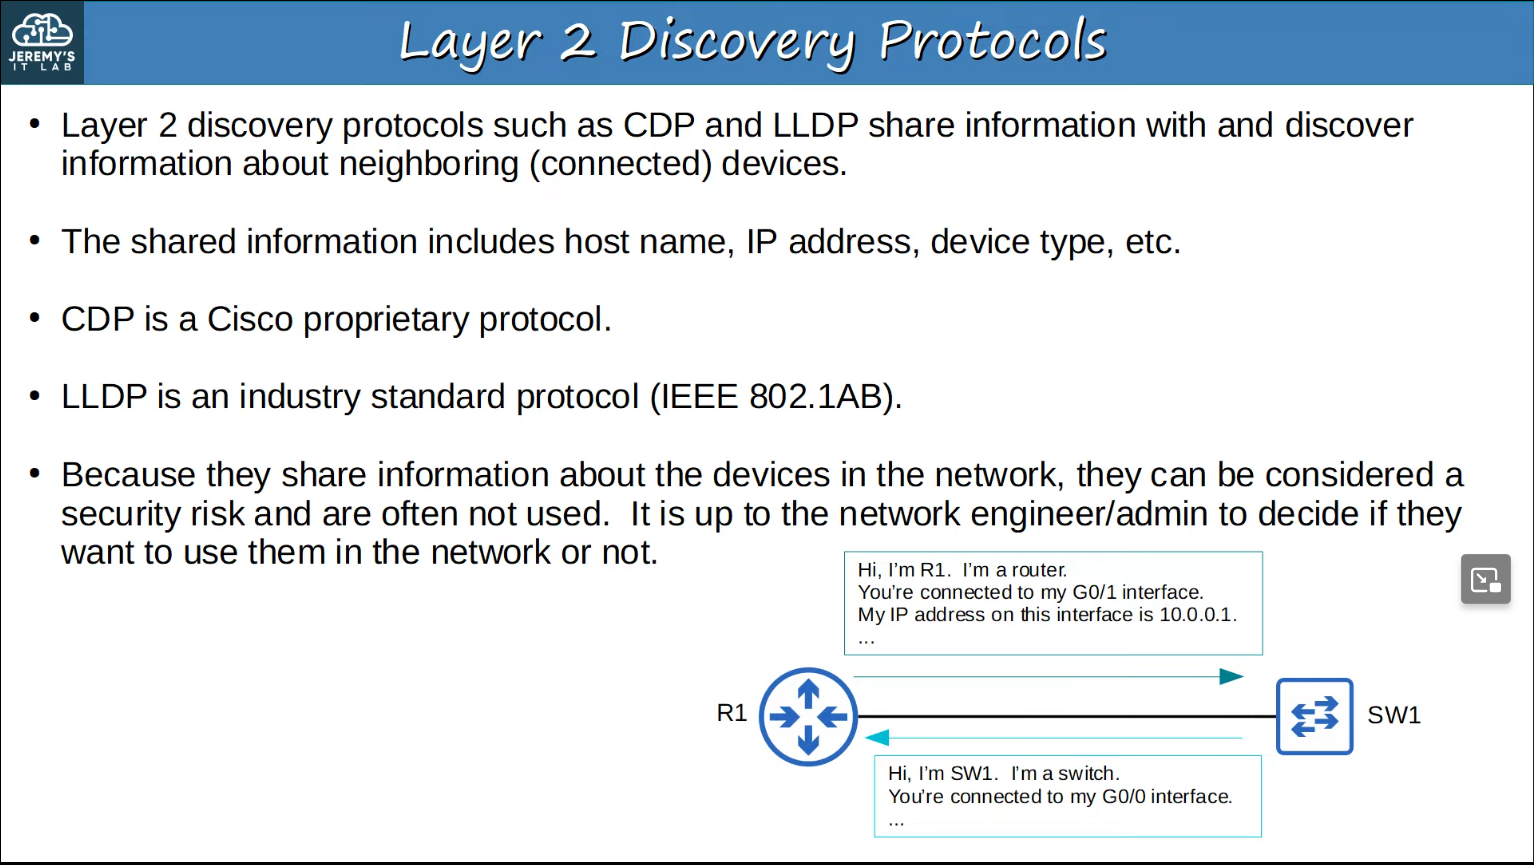 JEREMY'S
IT LAB
Layer 2 Discovery Protocols
• Layer 2 discovery protocols such as CDP and LLDP share information with and discover
information about neighboring (connected) devices.
• The shared information includes host name, IP address, device type, etc.
• CDP is a Cisco proprietary protocol.
• LLDP is an industry standard protocol (IEEE 802.1AB).
• Because they share information about the devices in the network, they can be considered a
security risk and are often not used.  It is up to the network engineer/admin to decide if they
want to use them in the network or not.
Hi, I'm R1.  I'm a router.
You're connected to my G0/1 interface.
My IP address on this interface is 10.0.0.1.
...
R1
SW1
Hi, I'm SW1.  I'm a switch.
You're connected to my G0/0 interface.
...